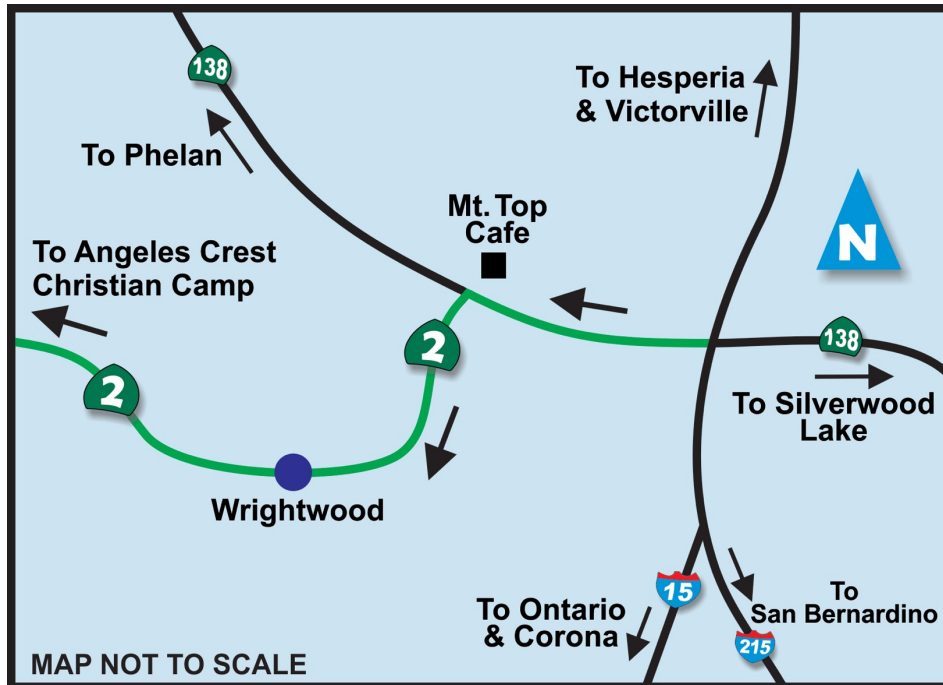 138
To Hesperia
& Victorville
To Phelan
Mt. Top
Cafe
N
To Angeles Crest
Christian Camp
2
138
2
To Silverwood
Lake
Wrightwood
15
To Ontario
& Corona
To
San Bernardino
215
MAP NOT TO SCALE